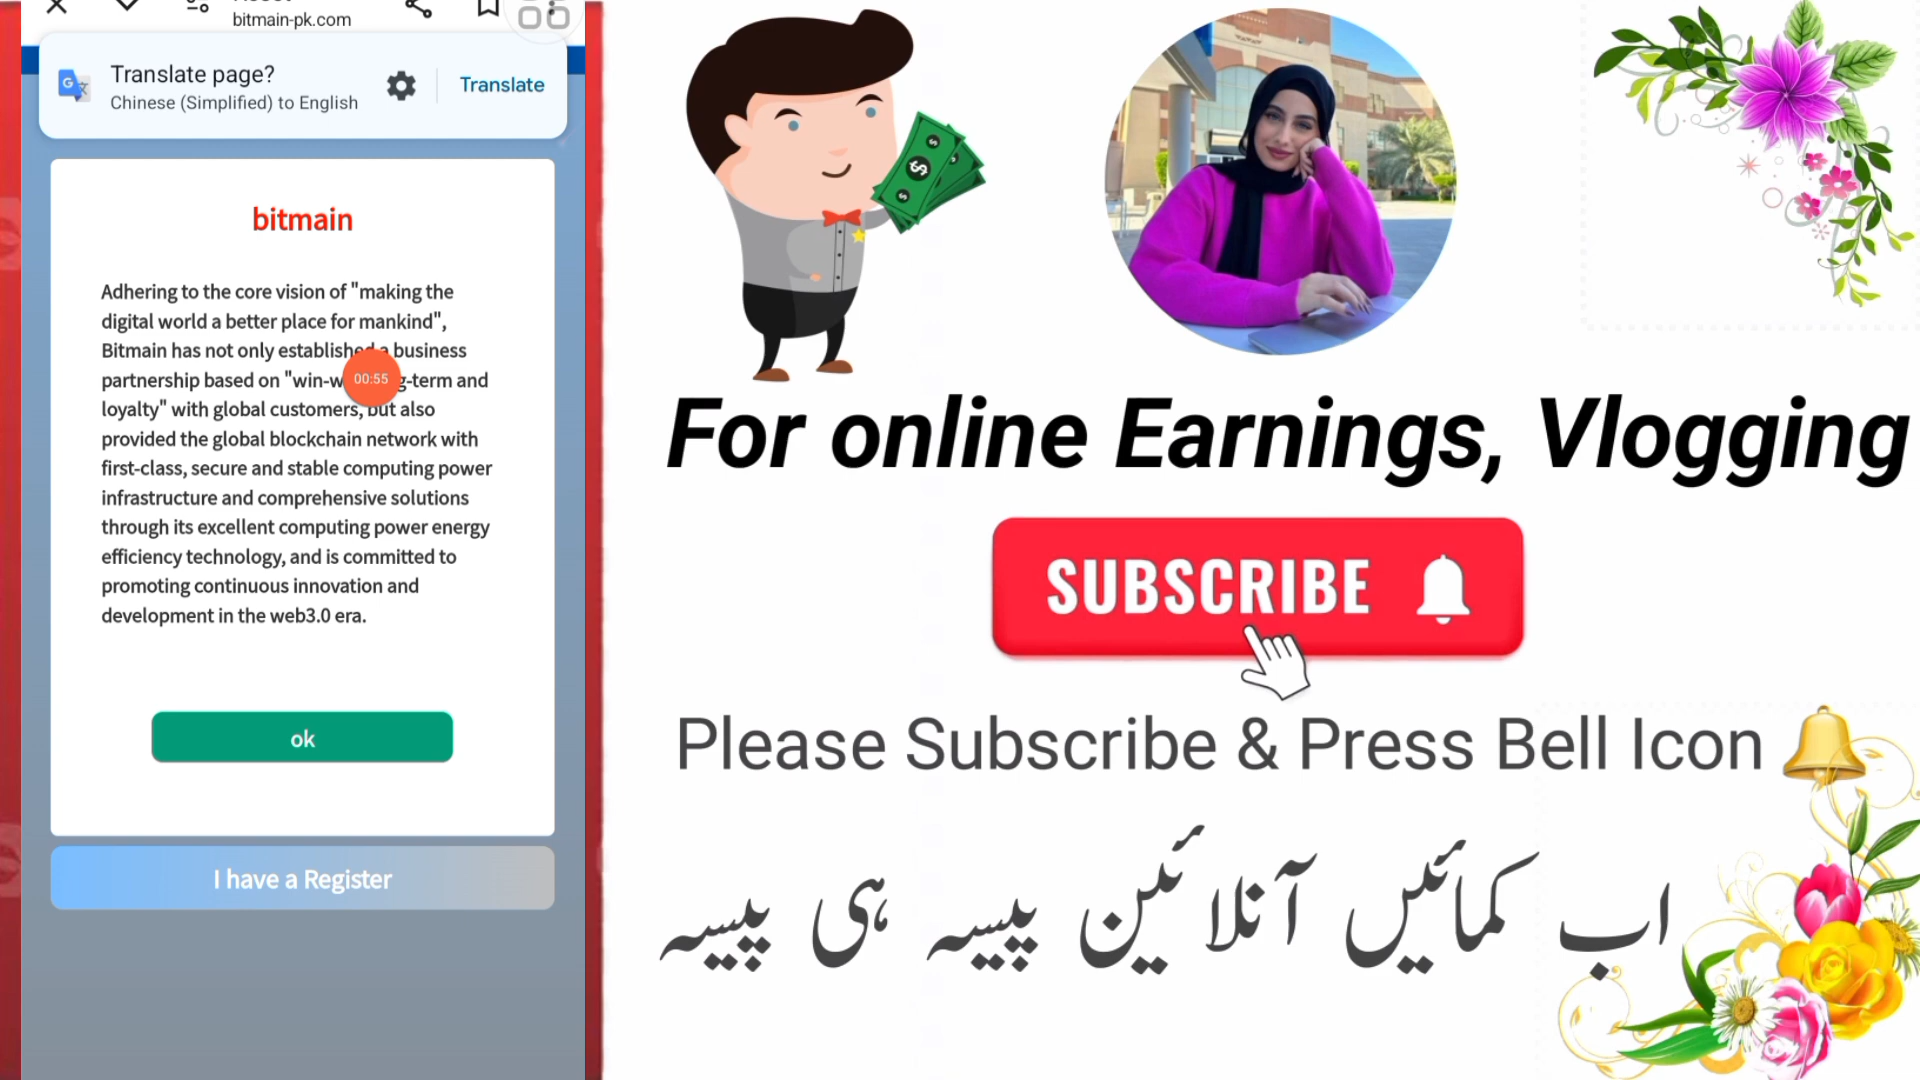 bitmain-pk.com
Translate page?
Chinese (Simplified) to English
Translate
bitmain
Adhering to the core vision of "making the
digital world a better place for mankind",
Bitmain has not only established a business
partnership based on "win-w g-term and
loyalty" with global customers, but also
provided the global blockchain network with
first-class, secure and stable computing power
infrastructure and comprehensive solutions
through its excellent computing power energy
efficiency technology, and is committed to
promoting continuous innovation and
development in the web3.0 era.
00:55
ok
I have a Register
For online Earnings, Vlogging
SUBSCRIBE
Please Subscribe & Press Bell Icon
اب کمائیں آنلائین پیسہ ہی پیسہ